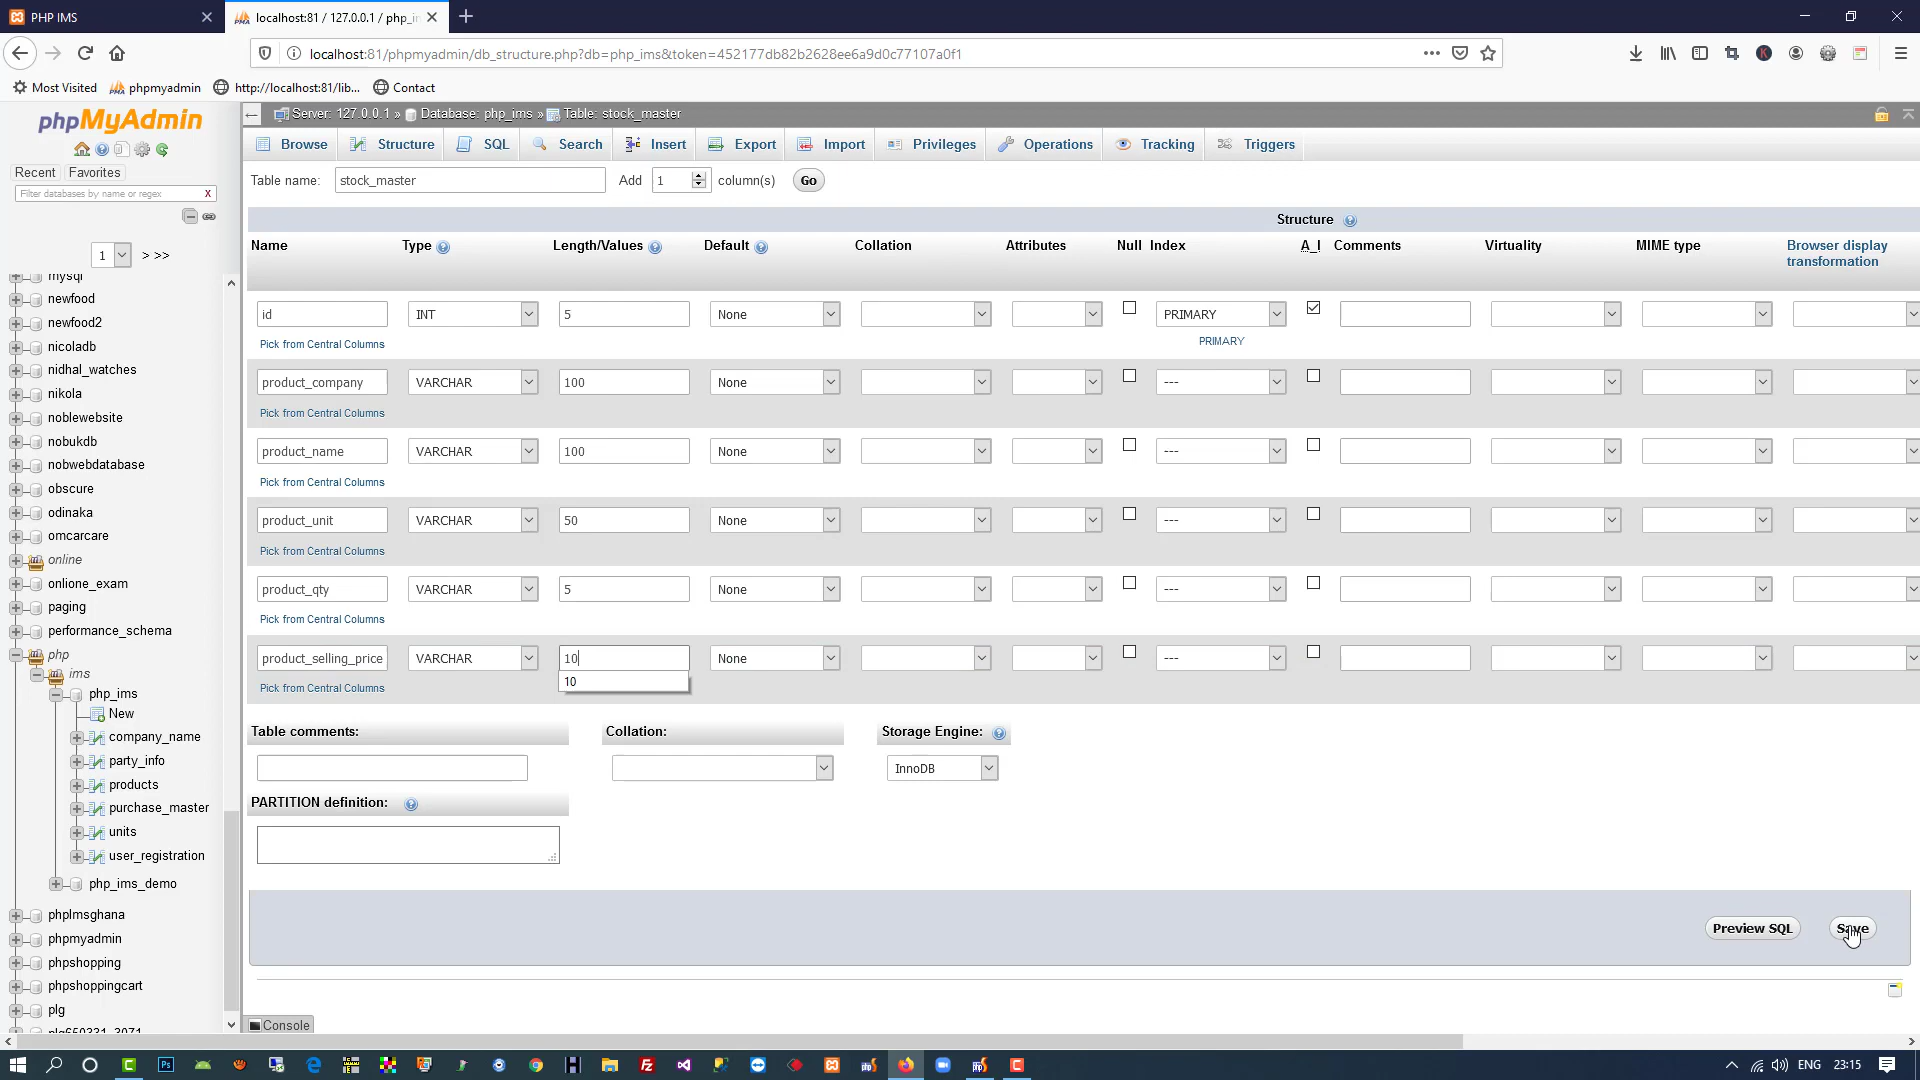 PHP IMS
localhost:81 / 127.0.0.1 / php_i
localhost:81/phpmyadmin/db_structure.php?db=php_ims&token=452177db82b2628ee6a9d0c77107a0f1
Most Visited
phpmyadmin
http://localhost:81/lib...
Contact
phpMyAdmin
Recent
Favorites
Filter databases by name or regex
X
1
> >>
mysql
newfood
newfood2
nicoladb
nidhal_watches
nikola
noblewebsite
nobukdb
nobwebdatabase
obscure
odinaka
omcarcare
online
onlione_exam
paging
performance_schema
php
ims
php_ims
New
company_name
party_info
products
purchase_master
units
user_registration
php_ims_demo
phplmsghana
phpmyadmin
phpshopping
phpshoppingcart
plg
plg650331_3071
Server: 127.0.0.1 » Database: php_ims » Table: stock_master
Browse
Structure
SQL
Search
Insert
Export
Import
Privileges
Operations
Tracking
Triggers
Table name: stock_master Add 1 column(s) Go
Structure
Name Type Length/Values Default Collation Attributes Null Index A_I Comments Virtuality MIME type Browser display
transformation
id INT 5 None PRIMARY
Pick from Central Columns PRIMARY
product_company VARCHAR 100 None ---
Pick from Central Columns
product_name VARCHAR 100 None ---
Pick from Central Columns
product_unit VARCHAR 50 None ---
Pick from Central Columns
product_qty VARCHAR 5 None ---
Pick from Central Columns
product_selling_price VARCHAR 10 None ---
10
Pick from Central Columns
Table comments: Collation: Storage Engine:
InnoDB
PARTITION definition:
Preview SQL
Save
Console
ENG
23:15